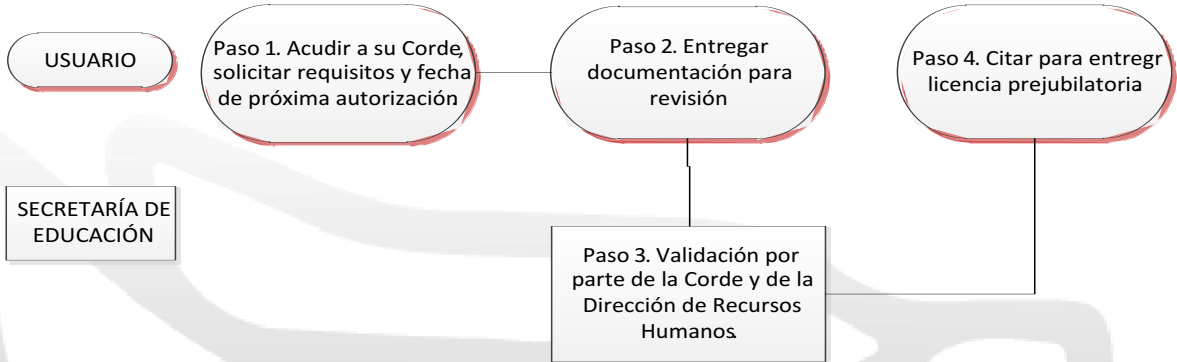 USUARIO
Paso 1. Acudir a su Corde,
solicitar requisitos y fecha
de próxima autorización.
Paso 2. Entregar
documentación para
revisión
Paso 4. Citar para entregr
licencia prejubilatoria
SECRETARÍA DE
EDUCACIÓN
Paso 3. Validación por
parte de la Corde y de la
Dirección de Recursos
Humanos.